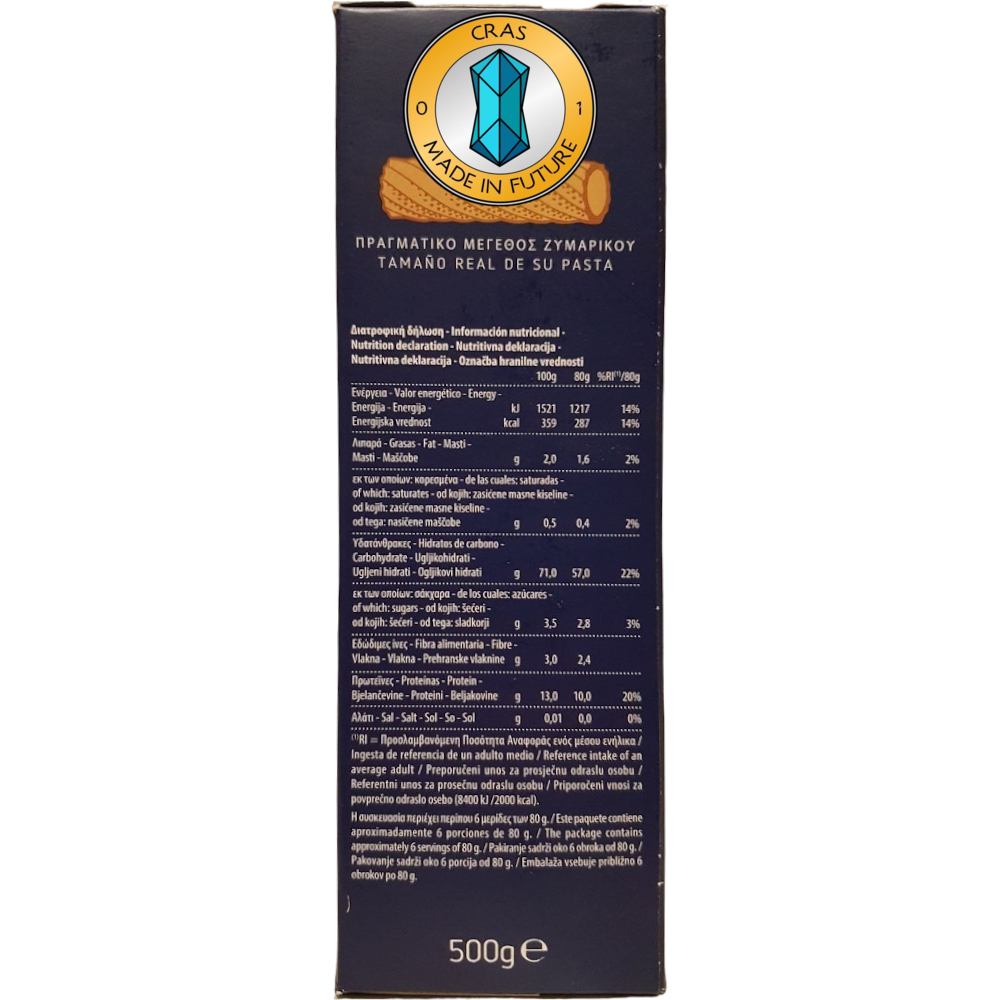 CRAS
0 1
MADE IN FUTURE
ΠΡΑΓΜΑΤΙΚΟ ΜΕΓΕΘΟΣ ΖΥΜΑΡΙΚΟΥ
TAMAÑO REAL DE SU PASTA
Διατροφική δήλωση - Información nutricional -
Nutrition declaration - Nutritivna deklaracija -
Nutritivna deklaracija - Označba hranilne vrednosti
100g 80g %RI⁽¹⁾/80g
Ενέργεια - Valor energético - Energy -
Energija - Energija - kJ 1521 1217 14%
Energijska vrednost kcal 359 287 14%
Λιπαρά - Grasas - Fat - Masti -
Masti - Maščobe g 2,0 1,6 2%
εκ των οποίων: κορεσμένα - de las cuales: saturadas -
of which: saturates - od kojih: zasićene masne kiseline -
od kojih: zasićene masne kiseline -
od tega: nasičene maščobe g 0,5 0,4 2%
Υδατάνθρακες - Hidratos de carbono -
Carbohydrate - Ugljikohidrati -
Ugljeni hidrati - Ogljikovi hidrati g 71,0 57,0 22%
εκ των οποίων: σάκχαρα - de los cuales: azúcares -
of which: sugars - od kojih: šećeri -
od kojih: šećeri - od tega: sladkorji g 3,5 2,8 3%
Εδώδιμες ίνες - Fibra alimentaria - Fibre -
Vlakna - Vlakna - Prehranske vlaknine g 3,0 2,4
Πρωτεΐνες - Proteínas - Protein -
Bjelančevine - Proteini - Beljakovine g 13,0 10,0 20%
Αλάτι - Sal - Salt - Sol - So - Sol g 0,01 0,0 0%
⁽¹⁾RI = Προσλαμβανόμενη Ποσότητα Αναφοράς ενός μέσου ενήλικα /
Ingesta de referencia de un adulto medio / Reference intake of an
average adult / Preporučeni unos za prosječnu odraslu osobu /
Referentni unos za prosečnu odraslu osobu / Priporočeni vnosi za
povprečno odraslo osebo (8400 kJ /2000 kcal).
Η συσκευασία περιέχει περίπου 6 μερίδες των 80 g. / Este paquete contiene
aproximadamente 6 porciones de 80 g. / The package contains
approximately 6 servings of 80 g. / Pakiranje sadrži oko 6 obroka od 80 g. /
Pakovanje sadrži oko 6 porcija od 80 g. / Embalaža vsebuje približno 6
obrokov po 80 g.
500g ℮